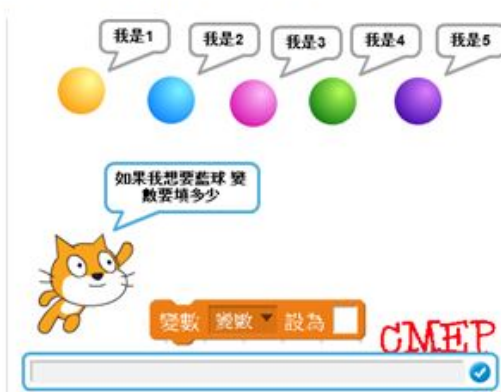 我是1
我是2
我是3
我是4
我是5
如果我想要藍球 變
數要填多少
變數 變數 設為
CMEP